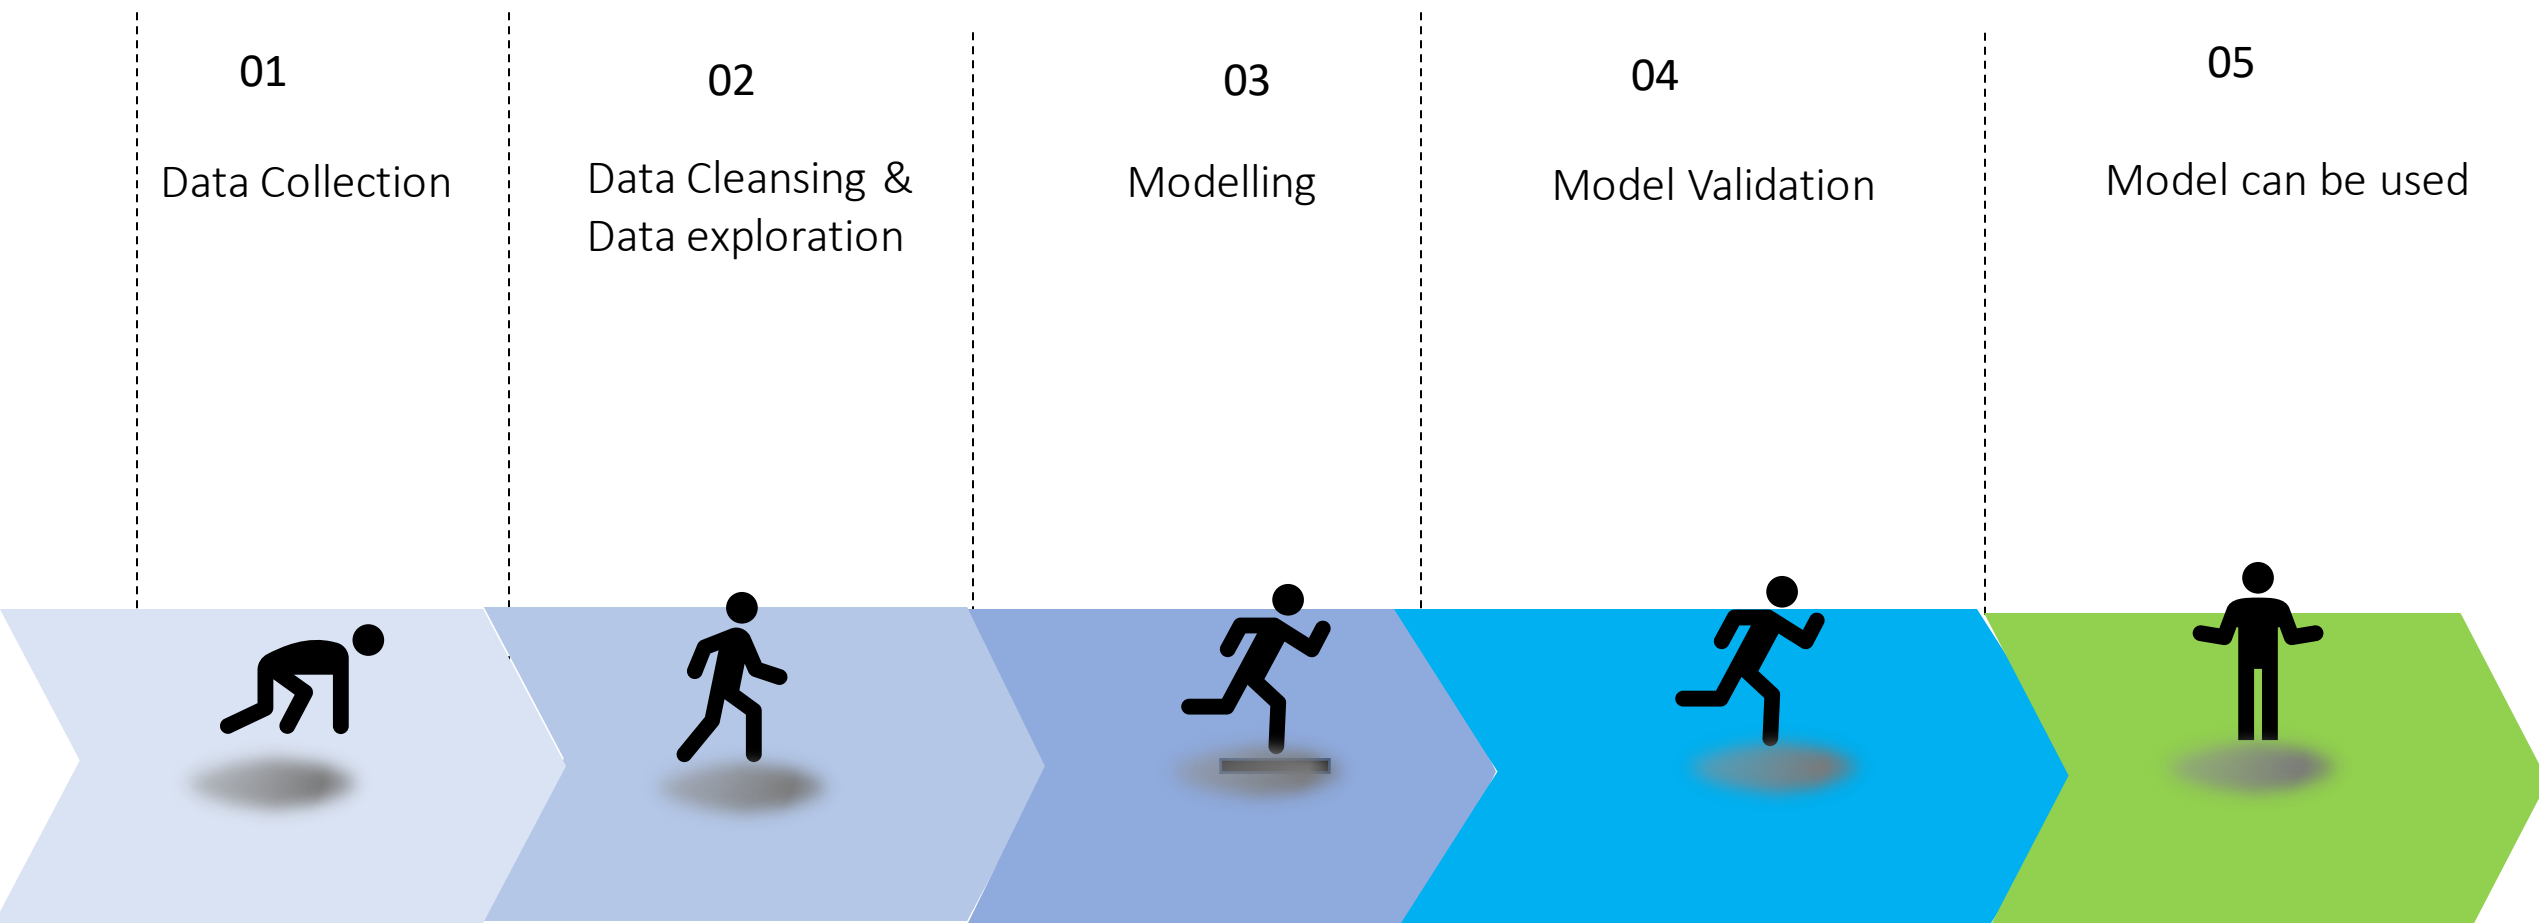 01
Data Collection
02
Data Cleansing &
Data exploration
03
Modelling
04
Model Validation
05
Model can be used